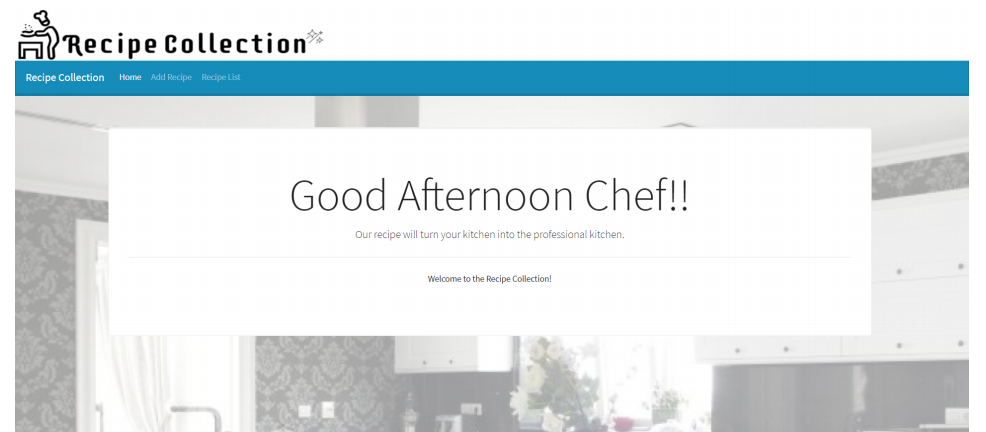 Recipe Collection
Recipe Collection Home Add Recipe Recipe List
Good Afternoon Chef!!
Our recipe will turn your kitchen into the professional kitchen.
Welcome to the Recipe Collection!